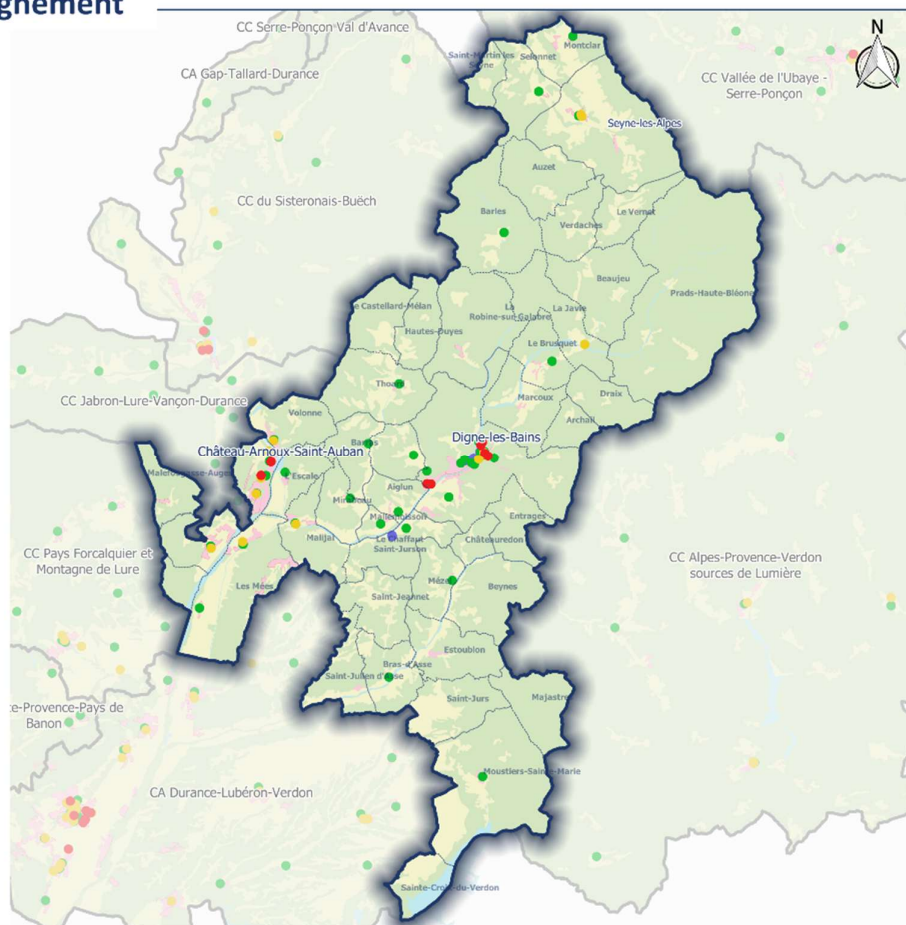 gnement
N
CC Serre-Ponçon Val d'Avance
CA Gap-Tallard-Durance
CC Vallée de l'Ubaye -
Serre-Ponçon
CC du Sisteronais-Buëch
CC Jabron-Lure-Vançon-Durance
CC Pays Forcalquier et
Montagne de Lure
CC Alpes-Provence-Verdon
sources de Lumière
te-Provence-Pays de
Banon
CA Durance-Lubéron-Verdon
Montclar
Selonnet
Seyne-les-Alpes
Auzet
Barles
Verdaches
Le Vernet
Beaujeu
Prads-Haute-Bléone
e Castellard-Mélan
Hautes-Duyes
La
Robine-sur-Galabre
La Javie
Le Brusquet
Thoard
Marcoux
Draix
Archail
Volonne
Digne-les-Bains
Château-Arnoux-Saint-Auban
Barras
Escale
Aiglun
Mirabeau
Mallemoisson
Entrages
Malijai
Le Chaffaut
Saint-Jurson
Châteauredon
Les Mées
Mézel
Beynes
Saint-Jeannet
Estoublon
Bras-d'Asse
Saint-Julien d'Asse
Saint-Jurs
Majastre
Moustiers-Sainte-Marie
Sainte-Croix-du-Verdon